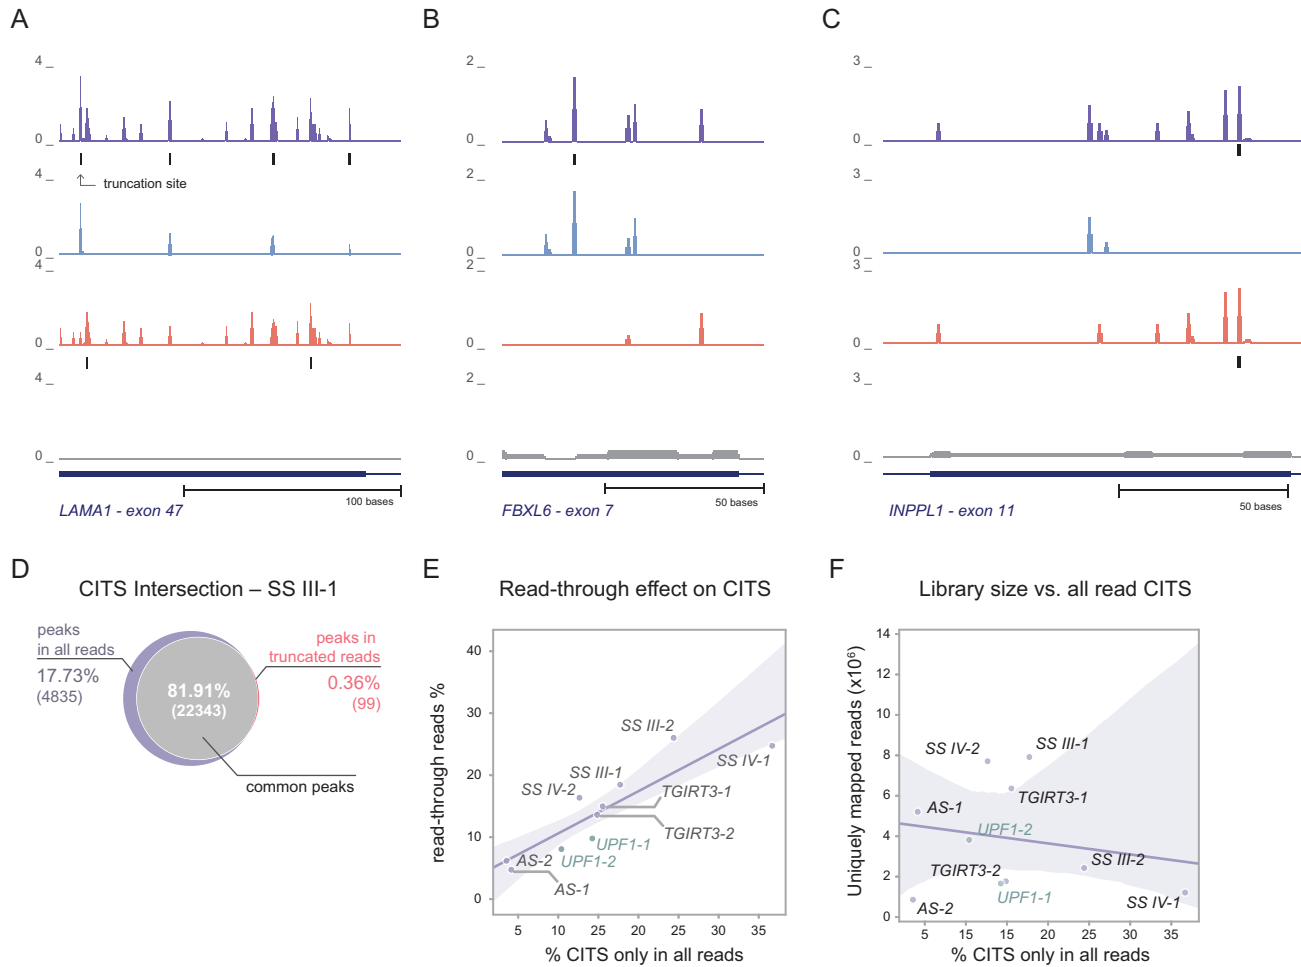 A
B
C
4
0
truncation site
4
0
4
0
4
0
100 bases
LAMA1 - exon 47
2
0
2
0
2
0
2
0
50 bases
FBXL6 - exon 7
3
0
3
0
3
0
3
0
50 bases
INPPL1 - exon 11
D
CITS Intersection – SS III-1
peaks
in all reads
17.73%
(4835)
81.91%
(22343)
peaks in
truncated reads
0.36%
(99)
common peaks
E
Read-through effect on CITS
read-through reads %
40
30
20
10
0
SS III-2
SS IV-1
SS III-1
SS IV-2
TGIRT3-1
TGIRT3-2
UPF1-1
UPF1-2
AS-2
AS-1
5 10 15 20 25 30 35
% CITS only in all reads
F
Library size vs. all read CITS
Uniquely mapped reads (x10⁶)
14
12
10
8
6
4
2
0
SS IV-2
SS III-1
TGIRT3-1
AS-1
UPF1-2
SS III-2
TGIRT3-2
UPF1-1
SS IV-1
AS-2
5 15 15 20 25 30 35
% CITS only in all reads